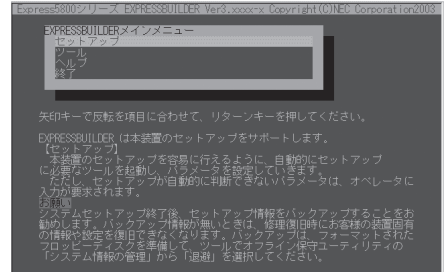 Express5800シリーズ EXPRESSBUILDER Ver3.xxxx-x Copyright(C)NEC Corporation2003
EXPRESSBUILDERメインメニュー
セットアップ
ツール
ヘルプ
終了
矢印キーで反転を項目に合わせて、リターンキーを押してください。
EXPRESSBUILDER は本装置のセットアップをサポートします。
【セットアップ】
本装置のセットアップを容易に行えるように、自動的にセットアップ
に必要なツールを起動し、パラメータを設定していきます。
ただし、セットアップが自動的に判断できないパラメータは、オペレータに
入力が要求されます。
お願い
システムセットアップ終了後、セットアップ情報をバックアップすることをお
勧めします。バックアップ情報が無いときは、修理復旧時にお客様の装置固有
の情報や設定を復旧できなくなります。バックアップは、フォーマットされた
フロッピーディスクを準備して、ツールでオフライン保守ユーティリティの
「システム情報の管理」から「退避」を選択してください。